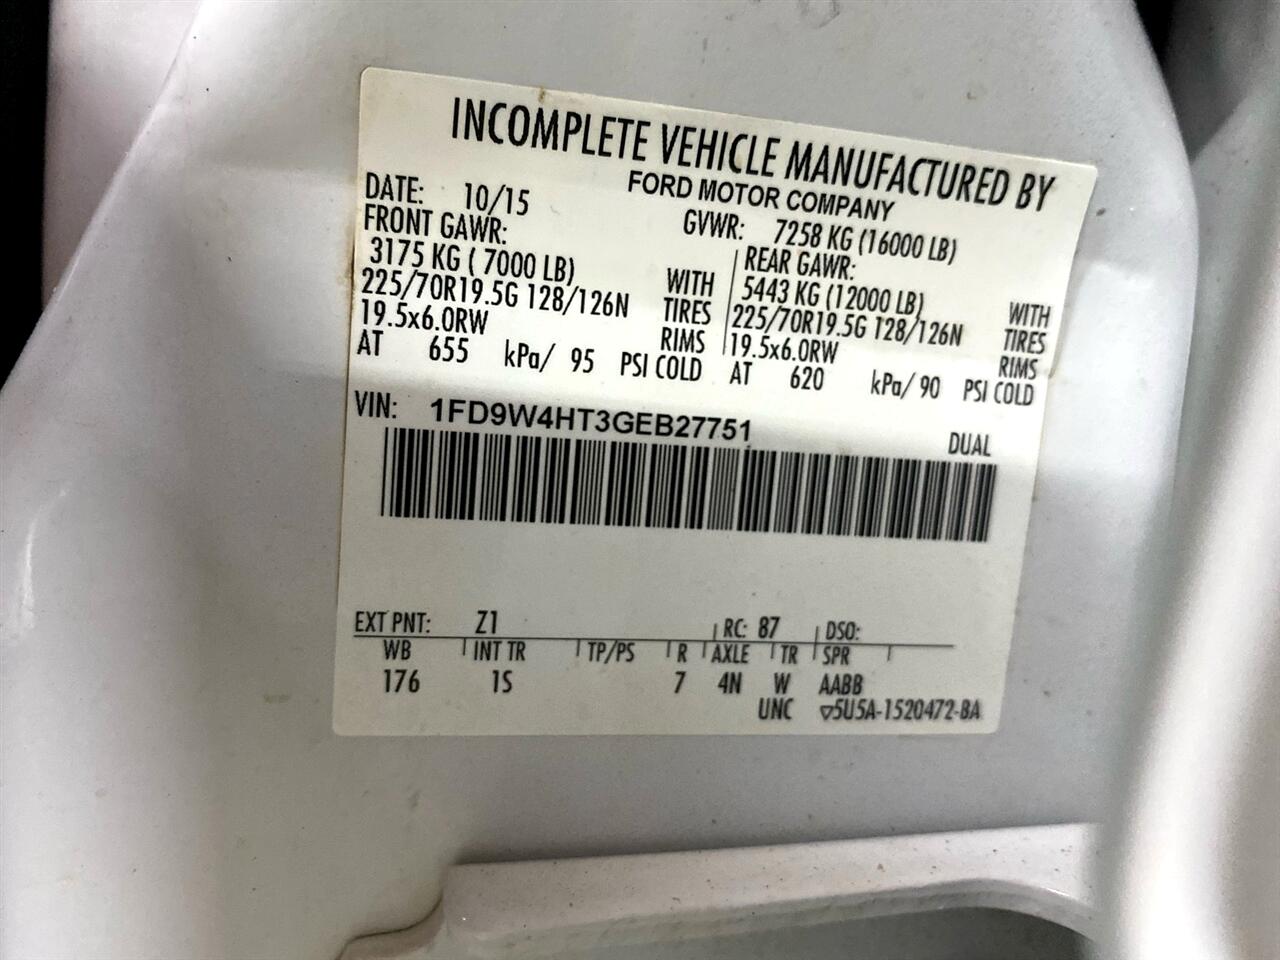 INCOMPLETE VEHICLE MANUFACTURED BY
FORD MOTOR COMPANY
DATE: 10/15 GVWR: 7258 KG (16000 LB)
FRONT GAWR: REAR GAWR:
3175 KG ( 7000 LB) WITH 5443 KG (12000 LB) WITH
225/70R19.5G 128/126N TIRES 225/70R19.5G 128/126N TIRES
19.5x6.0RW RIMS 19.5x6.0RW RIMS
AT 655 kPa/ 95 PSI COLD AT 620 kPa/ 90 PSI COLD
VIN: 1FD9W4HT3GEB27751
DUAL
EXT PNT: Z1 RC: 87 DSO:
WB INT TR TP/PS R AXLE TR SPR
176 1S 7 4N W AABB
UNC ▽5U5A-1520472-BA